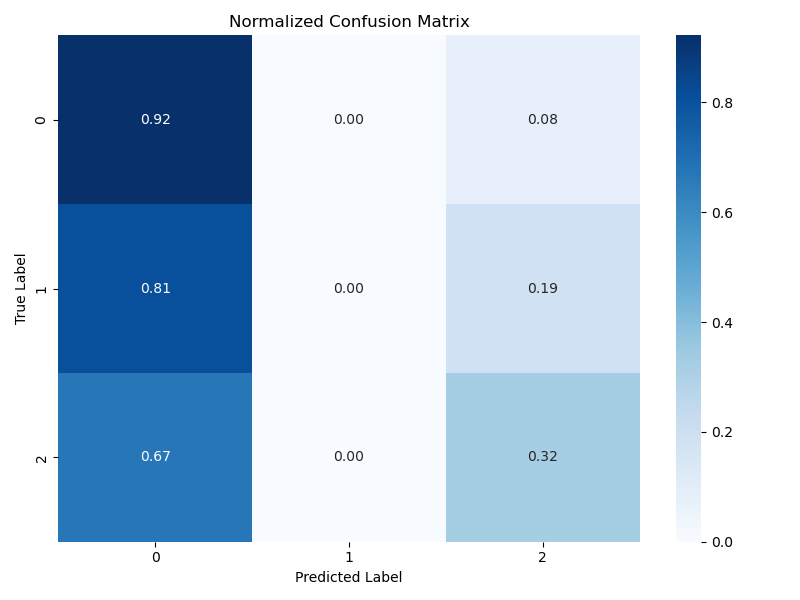 Normalized Confusion Matrix
0.92 0.00 0.08
0.81 0.00 0.19
0.67 0.00 0.32
0
1
2
True Label
0 1 2
Predicted Label
0.8
0.6
0.4
0.2
0.0